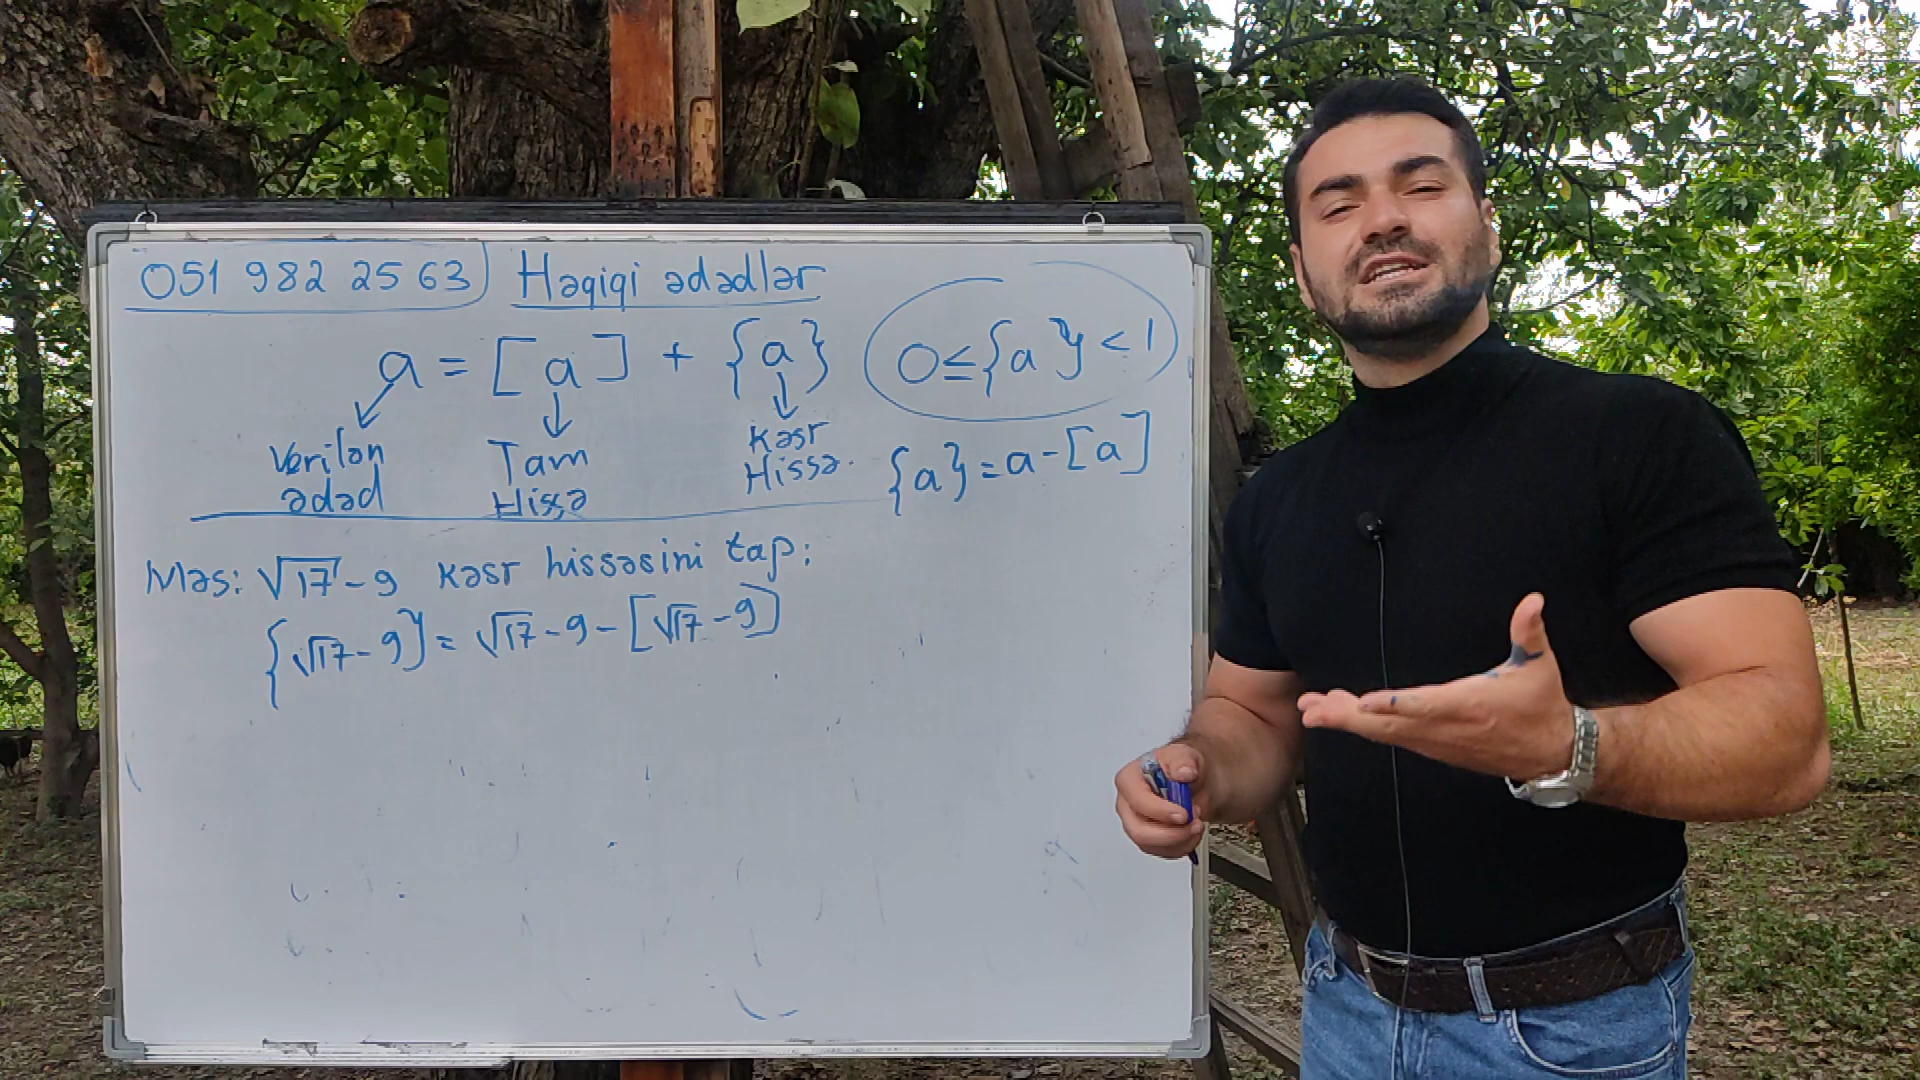 051 982 25 63 Həqiqi ədədlər
a = [a] + {a} 0≤{a}<1
Verilən ədəd
Tam Hissə
Kəsr Hissə.
{a}=a-[a]
Məs: √17-9 kəsr hissəsini tap:
{√17-9}=√17-9-[√17-9]